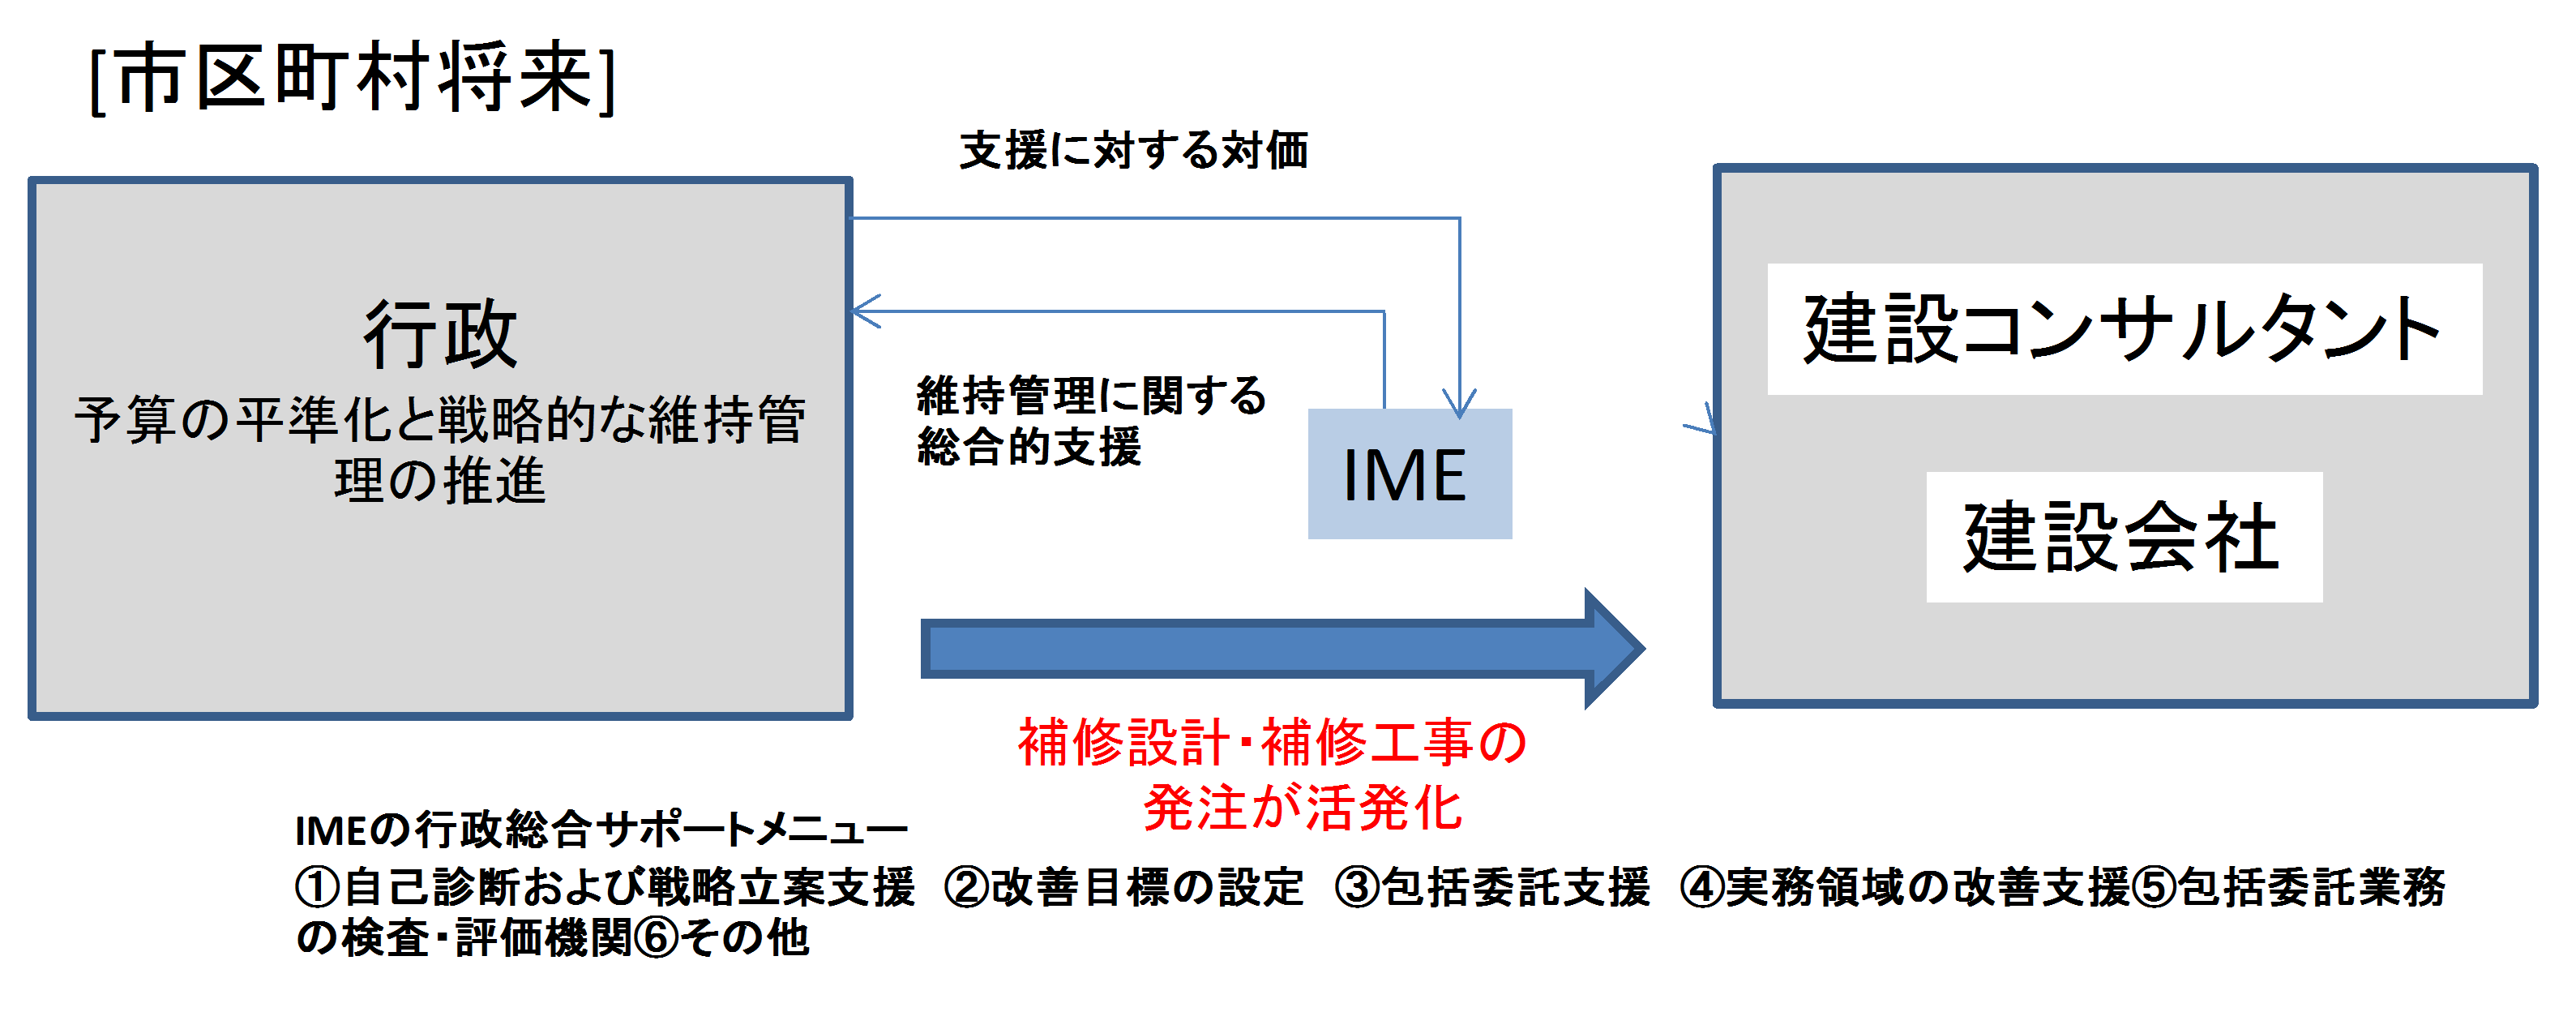 [市区町村将来]
支援に対する対価
行政
予算の平準化と戦略的な維持管
理の推進
維持管理に関する
総合的支援
IME
建設コンサルタント
建設会社
補修設計・補修工事の
発注が活発化
IMEの行政総合サポートメニュー
①自己診断および戦略立案支援　②改善目標の設定　③包括委託支援　④実務領域の改善支援⑤包括委託業務
の検査・評価機関⑥その他